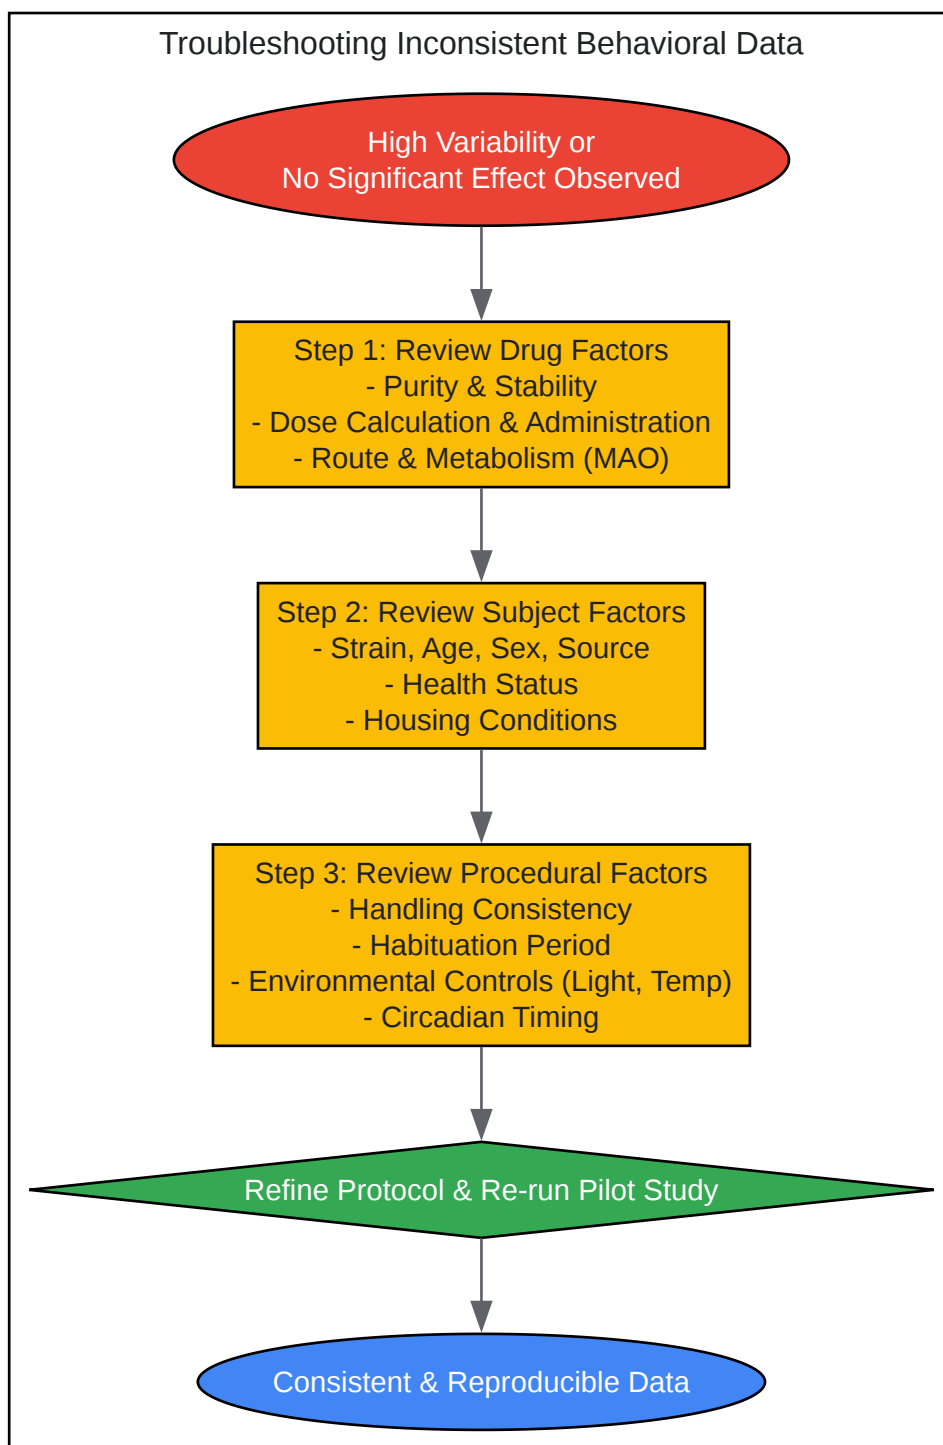 Troubleshooting Inconsistent Behavioral Data
High Variability or
No Significant Effect Observed
Step 1: Review Drug Factors
- Purity & Stability
- Dose Calculation & Administration
- Route & Metabolism (MAO)
Step 2: Review Subject Factors
- Strain, Age, Sex, Source
- Health Status
- Housing Conditions
Step 3: Review Procedural Factors
- Handling Consistency
- Habituation Period
- Environmental Controls (Light, Temp)
- Circadian Timing
Refine Protocol & Re-run Pilot Study
Consistent & Reproducible Data